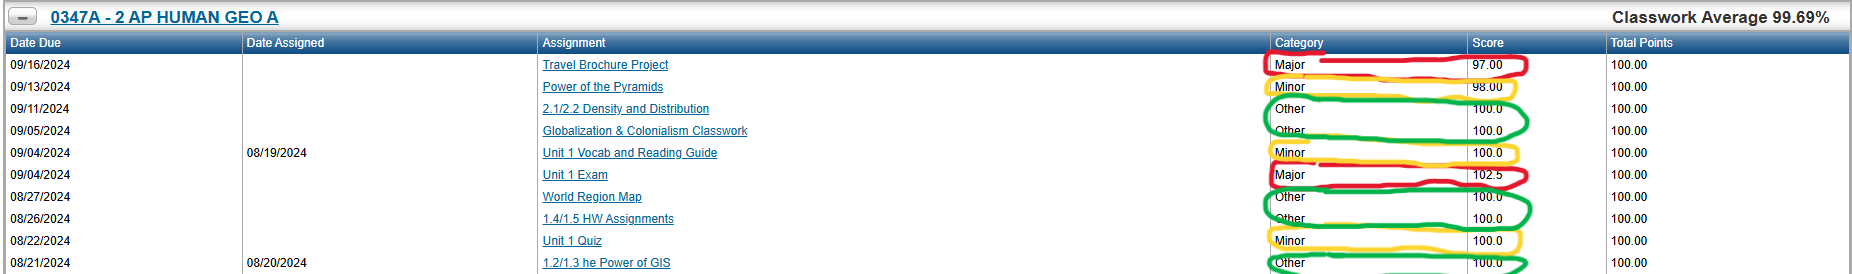 0347A - 2 AP HUMAN GEO A Classwork Average 99.69%
Date Due Date Assigned Assignment Category Score Total Points
09/16/2024 Travel Brochure Project Major 97.00 100.00
09/13/2024 Power of the Pyramids Minor 98.00 100.00
09/11/2024 2.1/2.2 Density and Distribution Other 100.0 100.00
09/05/2024 Globalization & Colonialism Classwork Other 100.0 100.00
09/04/2024 08/19/2024 Unit 1 Vocab and Reading Guide Minor 100.0 100.00
09/04/2024 Unit 1 Exam Major 102.5 100.00
08/27/2024 World Region Map Other 100.0 100.00
08/26/2024 1.4/1.5 HW Assignments Other 100.0 100.00
08/22/2024 Unit 1 Quiz Minor 100.0 100.00
08/21/2024 08/20/2024 1.2/1.3 he Power of GIS Other 100.0 100.00